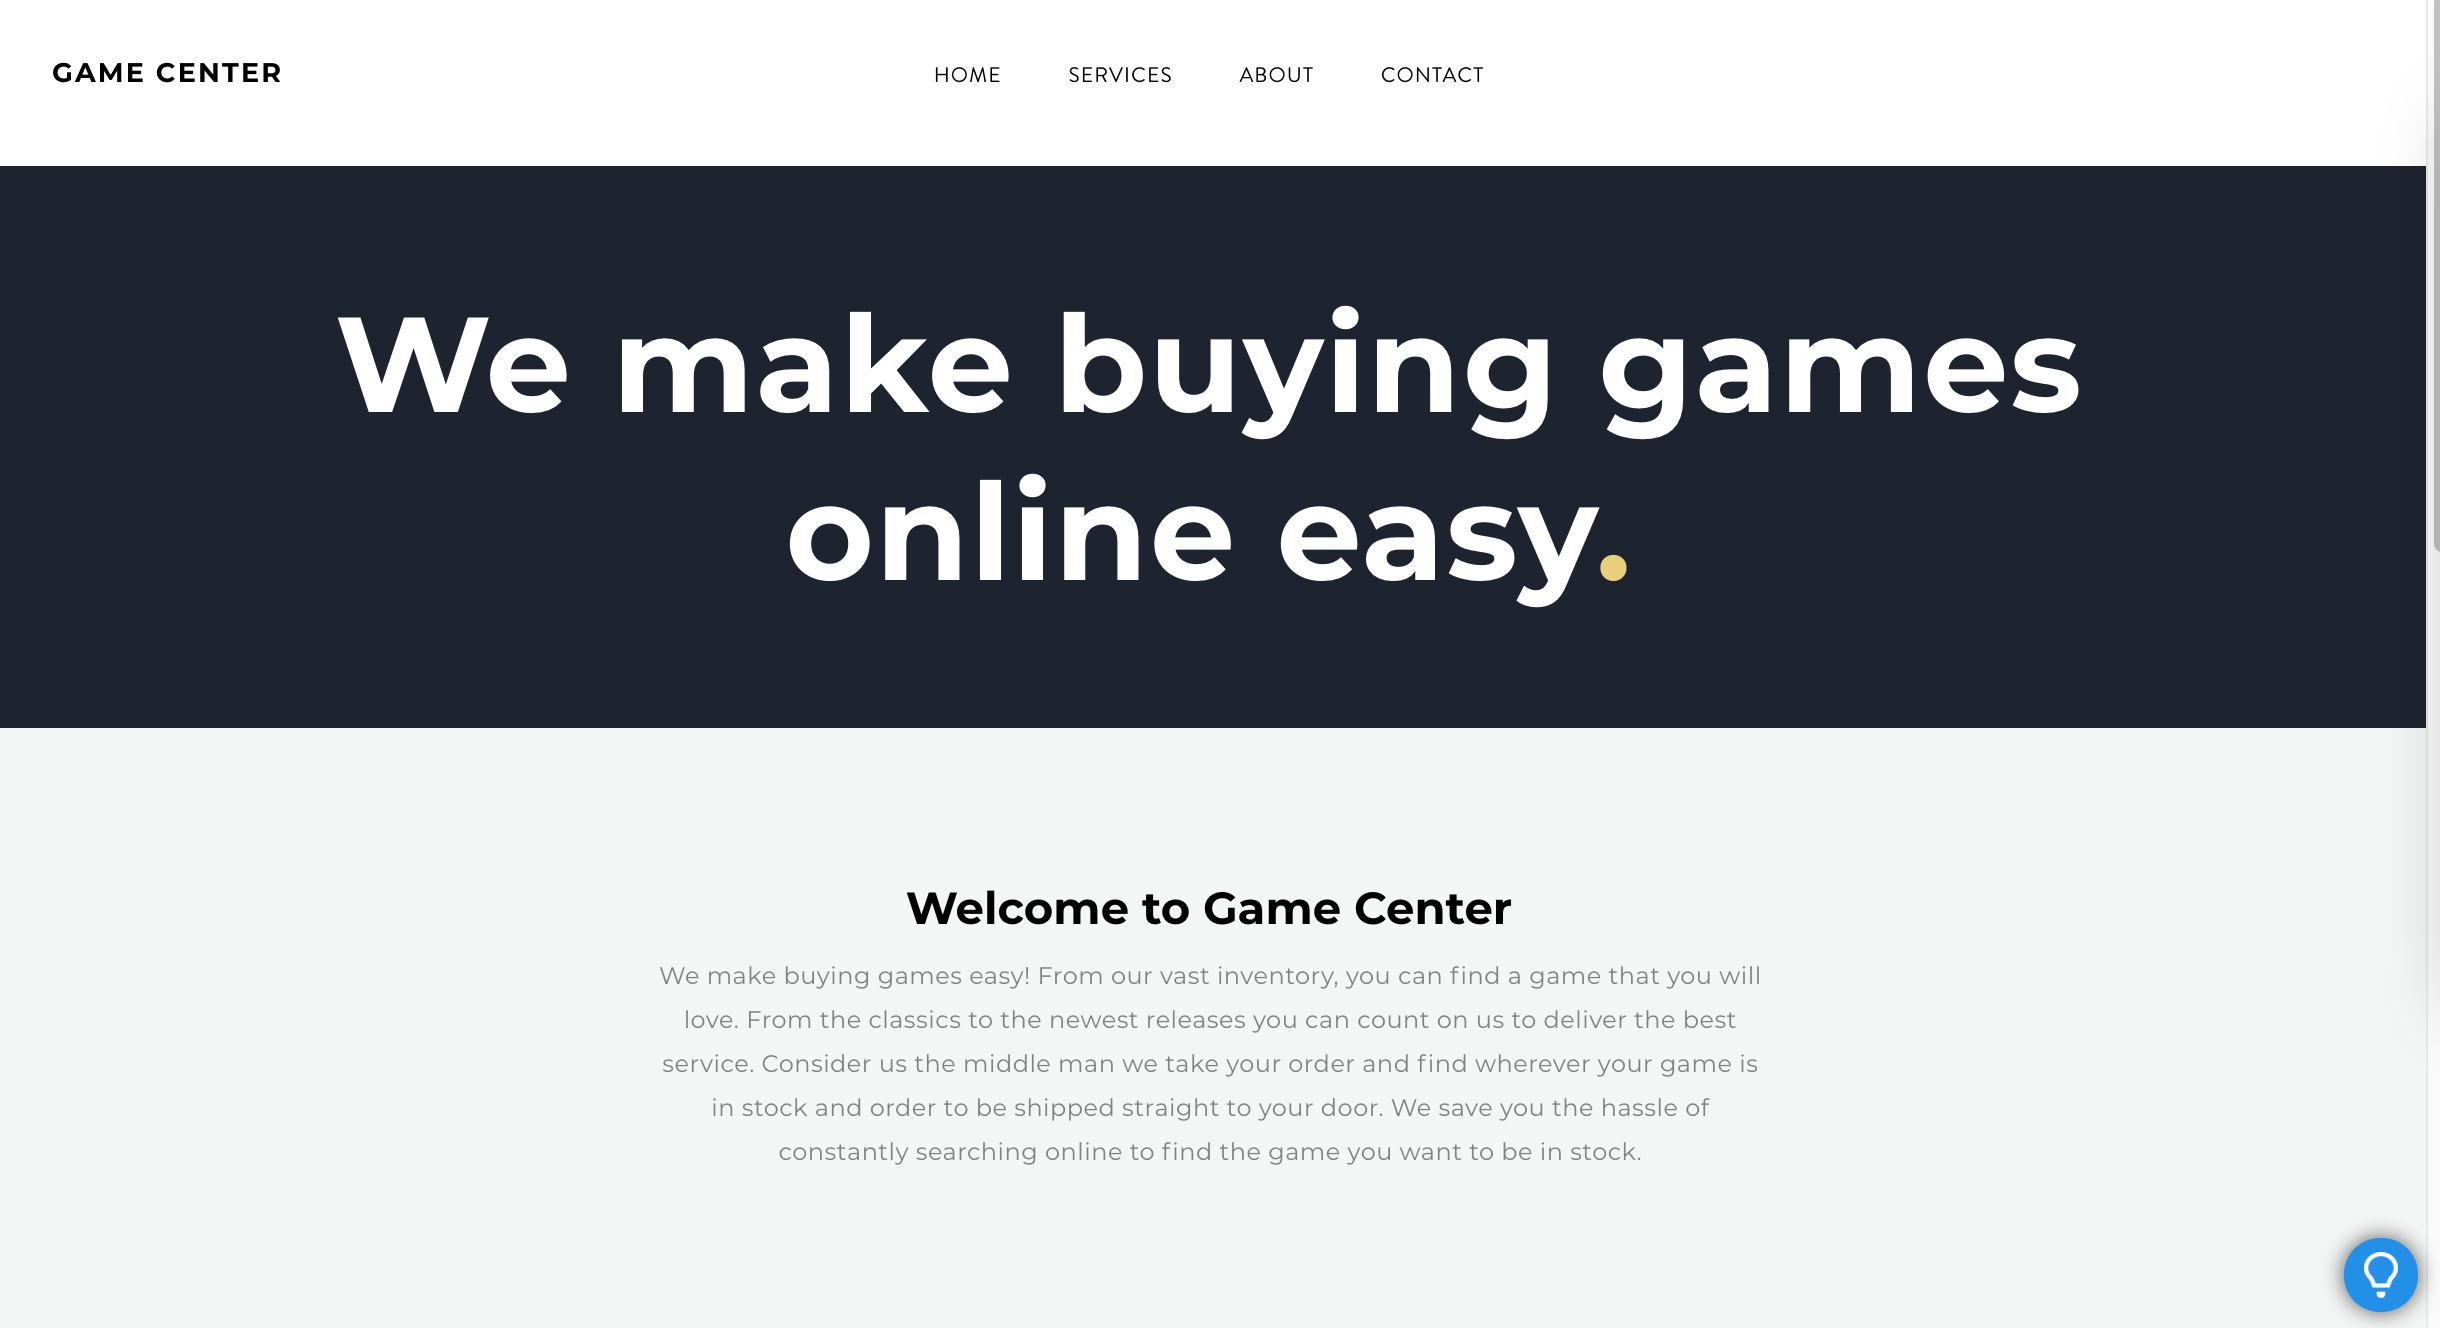 GAME CENTER
HOME SERVICES ABOUT CONTACT
We make buying games
online easy.
Welcome to Game Center
We make buying games easy! From our vast inventory, you can find a game that you will
love. From the classics to the newest releases you can count on us to deliver the best
service. Consider us the middle man we take your order and find wherever your game is
in stock and order to be shipped straight to your door. We save you the hassle of
constantly searching online to find the game you want to be in stock.